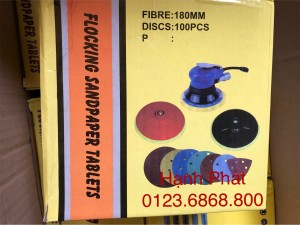 FLOCKING SANDPAPER TABLETS
FIBRE:180MM
DISCS:100PCS
P :
Hạnh Phát
0123.6868.800